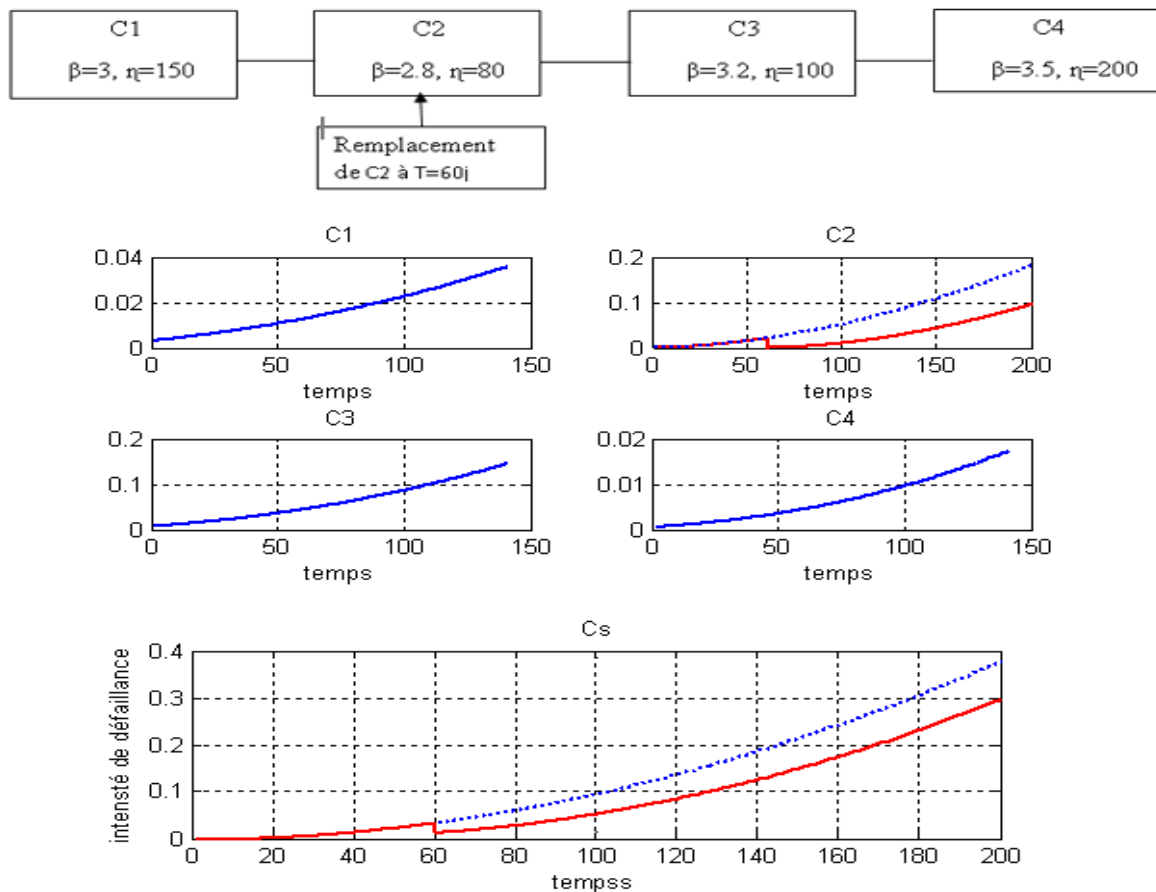 C1
β=3, η=150
C2
β=2.8, η=80
C3
β=3.2, η=100
C4
β=3.5, η=200
Remplacement
de C2 à T=60j
C1
0.04
0.02
0
0 50 100 150
temps
C2
0.2
0.1
0
0 50 100 150 200
temps
C3
0.2
0.1
0
0 50 100 150
temps
C4
0.02
0.01
0
0 50 100 150
temps
Cs
intensté de défaillance
0.4
0.3
0.2
0.1
0
0 20 40 60 80 100 120 140 160 180 200
tempss